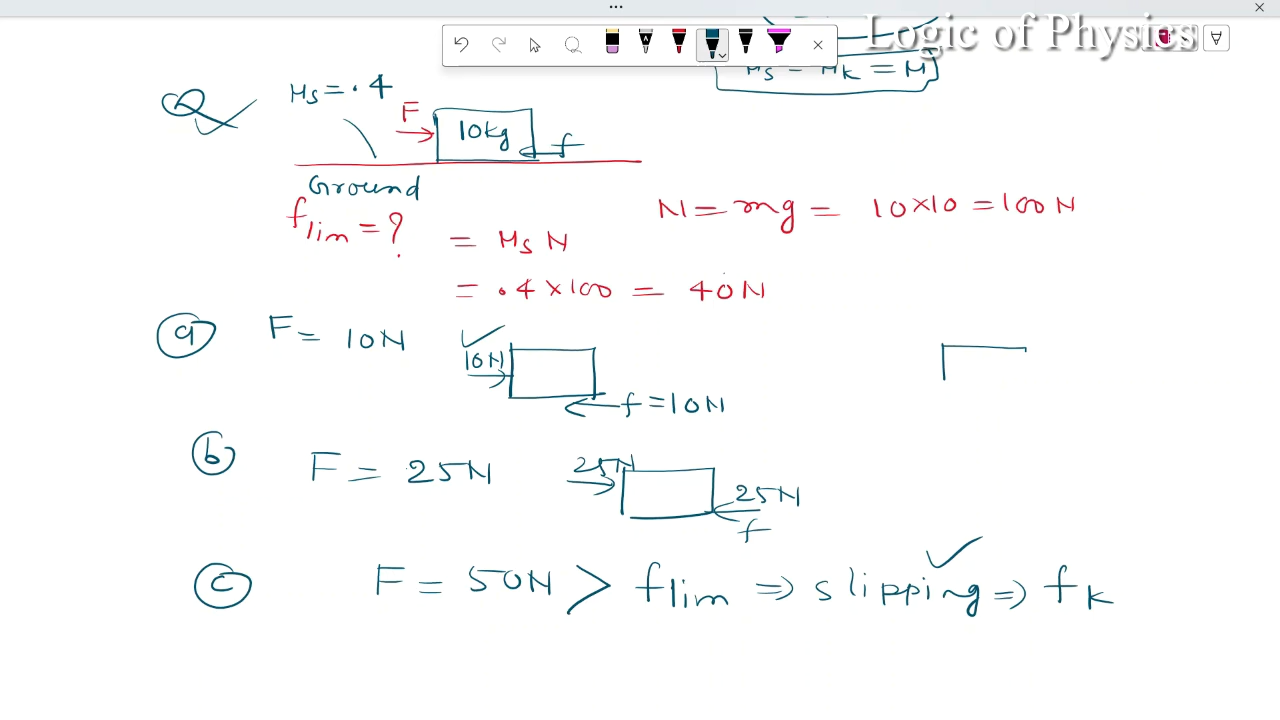 Logic of Physics
μs = μk = μ
Q μs = .4
F 10kg f
Ground
flim = ? = μs N
N = mg = 10×10 = 100N
= .4×100 = 40N
a F = 10N 10N f = 10N
b F = 25N 25N 25N f
c F = 50N > flim ⇒ slipping ⇒ fk